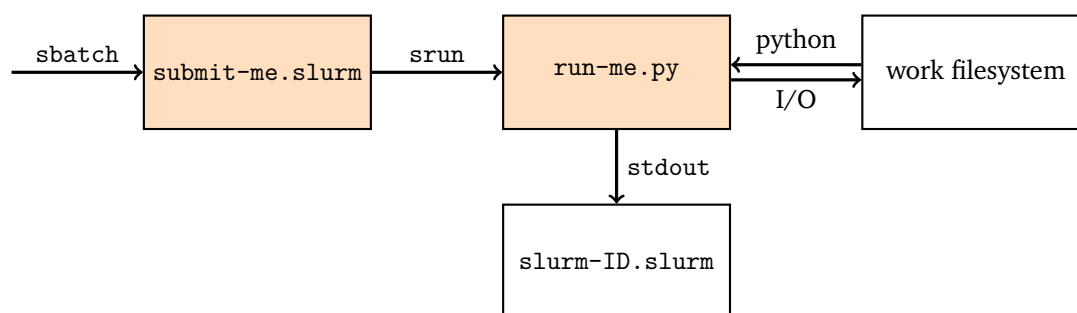 sbatch
submit-me.slurm
srun
run-me.py
python
I/O
work filesystem
stdout
slurm-ID.slurm